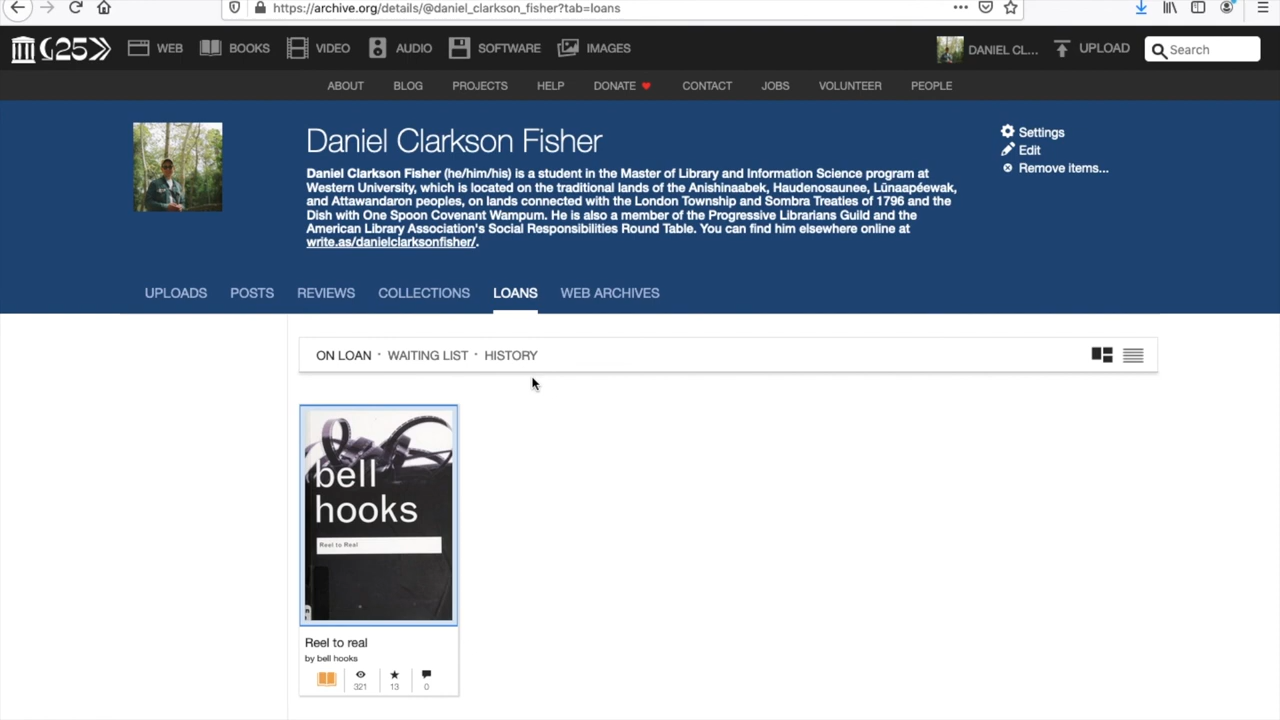 https://archive.org/details/@daniel_clarkson_fisher?tab=loans
25 WEB BOOKS VIDEO AUDIO SOFTWARE IMAGES DANIEL CL... UPLOAD Search
ABOUT BLOG PROJECTS HELP DONATE CONTACT JOBS VOLUNTEER PEOPLE
Daniel Clarkson Fisher
Daniel Clarkson Fisher (he/him/his) is a student in the Master of Library and Information Science program at
Western University, which is located on the traditional lands of the Anishinaabek, Haudenosaunee, Lūnaapéewak,
and Attawandaron peoples, on lands connected with the London Township and Sombra Treaties of 1796 and the
Dish with One Spoon Covenant Wampum. He is also a member of the Progressive Librarians Guild and the
American Library Association's Social Responsibilities Round Table. You can find him elsewhere online at
write.as/danielclarksonfisher/.
Settings
Edit
Remove items...
UPLOADS POSTS REVIEWS COLLECTIONS LOANS WEB ARCHIVES
ON LOAN · WAITING LIST · HISTORY
bell
hooks
Reel to Real
Reel to real
by bell hooks
321 13 0